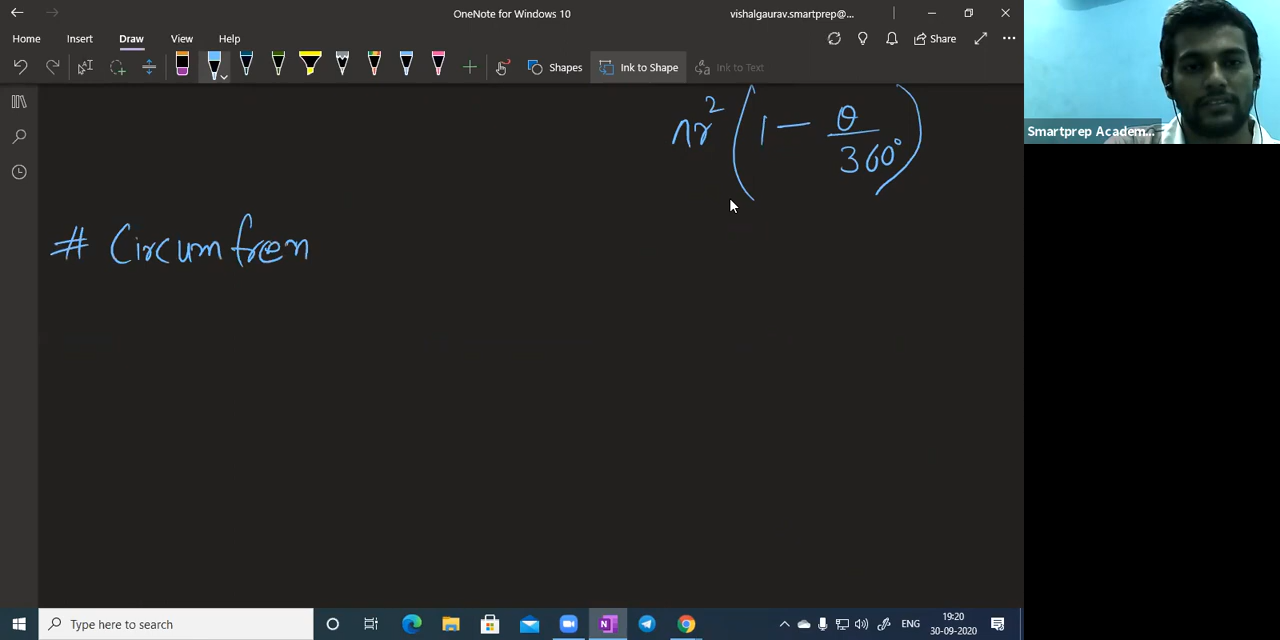 OneNote for Windows 10
vishalgaurav.smartprep@...
Home Insert Draw View Help
Share
Shapes
Ink to Shape
Ink to Text
πr² (1 − θ/360°)
Smartprep Academ...
# Circumfren
Type here to search
ENG
19:20
30-09-2020